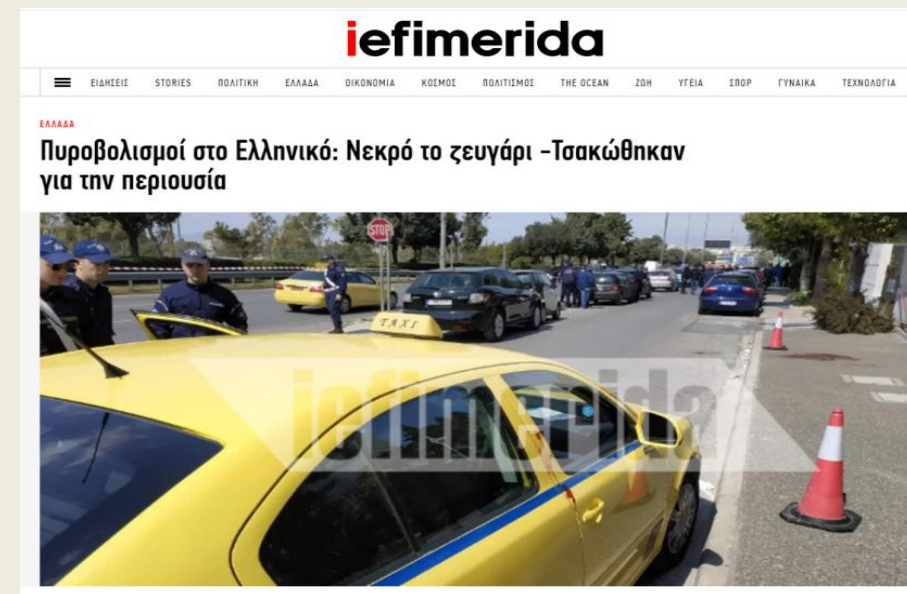 iefimerida
ΕΙΔΗΣΕΙΣ STORIES ΠΟΛΙΤΙΚΗ ΕΛΛΑΔΑ ΟΙΚΟΝΟΜΙΑ ΚΟΣΜΟΣ ΠΟΛΙΤΙΣΜΟΣ THE OCEAN ΖΩΗ ΥΓΕΙΑ ΣΠΟΡ ΓΥΝΑΙΚΑ ΤΕΧΝΟΛΟΓΙΑ
ΕΛΛΑΔΑ
Πυροβολισμοί στο Ελληνικό: Νεκρό το ζευγάρι -Τσακώθηκαν
για την περιουσία
STOP
TAXI
iefimerida